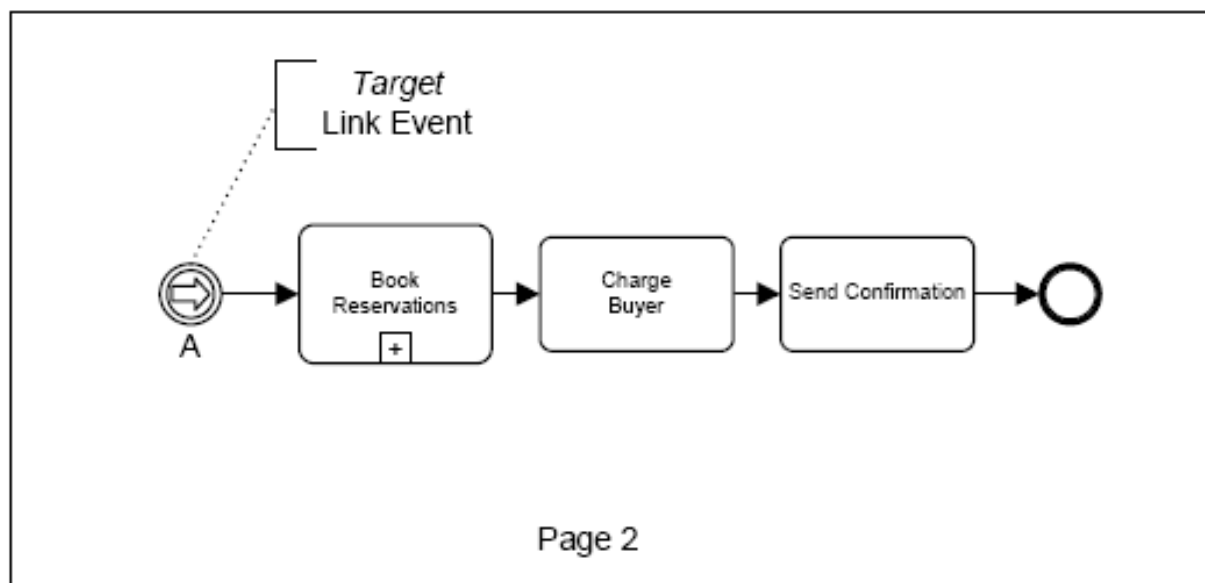 Target
Link Event
A
Book
Reservations
+
Charge
Buyer
Send Confirmation
Page 2